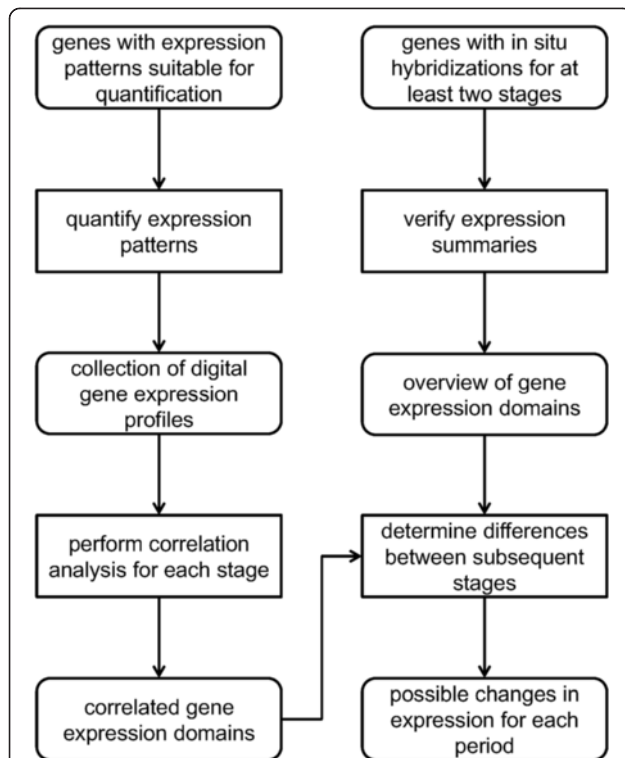 genes with expression
patterns suitable for
quantification
quantify expression
patterns
collection of digital
gene expression
profiles
perform correlation
analysis for each stage
correlated gene
expression domains
genes with in situ
hybridizations for at
least two stages
verify expression
summaries
overview of gene
expression domains
determine differences
between subsequent
stages
possible changes in
expression for each
period